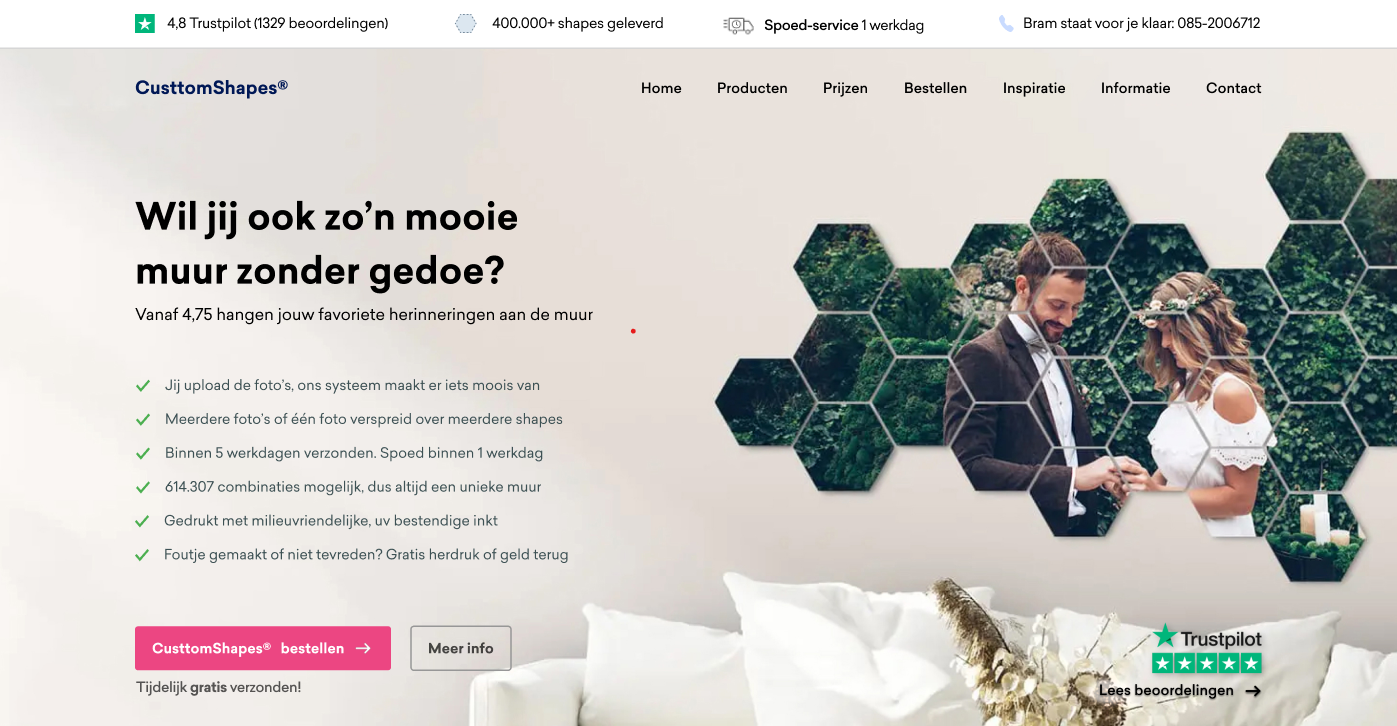 4,8 Trustpilot (1329 beoordelingen)
400.000+ shapes geleverd
Spoed-service 1 werkdag
Bram staat voor je klaar: 085-2006712
CusttomShapes®
Home
Producten
Prijzen
Bestellen
Inspiratie
Informatie
Contact
Wil jij ook zo’n mooie
muur zonder gedoe?
Vanaf 4,75 hangen jouw favoriete herinneringen aan de muur
Jij upload de foto’s, ons systeem maakt er iets moois van
Meerdere foto’s of één foto verspreid over meerdere shapes
Binnen 5 werkdagen verzonden. Spoed binnen 1 werkdag
614.307 combinaties mogelijk, dus altijd een unieke muur
Gedrukt met milieuvriendelijke, uv bestendige inkt
Foutje gemaakt of niet tevreden? Gratis herdruk of geld terug
CusttomShapes® bestellen →
Meer info
Tijdelijk gratis verzonden!
Trustpilot
Lees beoordelingen →